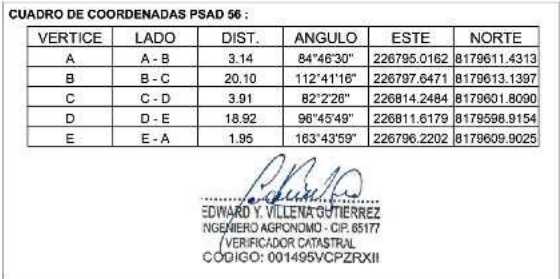 CUADRO DE COORDENADAS PSAD 56 :
VERTICE LADO DIST. ANGULO ESTE NORTE
A A - B 3.14 84°46'30" 226795.0162 8179611.4313
B B - C 20.10 112°41'16" 226797.6471 8179613.1397
C C - D 3.91 82°2'26" 226814.2484 8179601.8090
D D - E 18.92 96°45'49" 226811.6179 8179598.9154
E E - A 1.95 163°43'59" 226796.2202 8179609.9025
EDWARD Y. VILLENA GUTIERREZ
NGENIERO AGRONOMO - CIP. 65177
VERIFICADOR CATASTRAL
CODIGO: 001495VCPZRXII